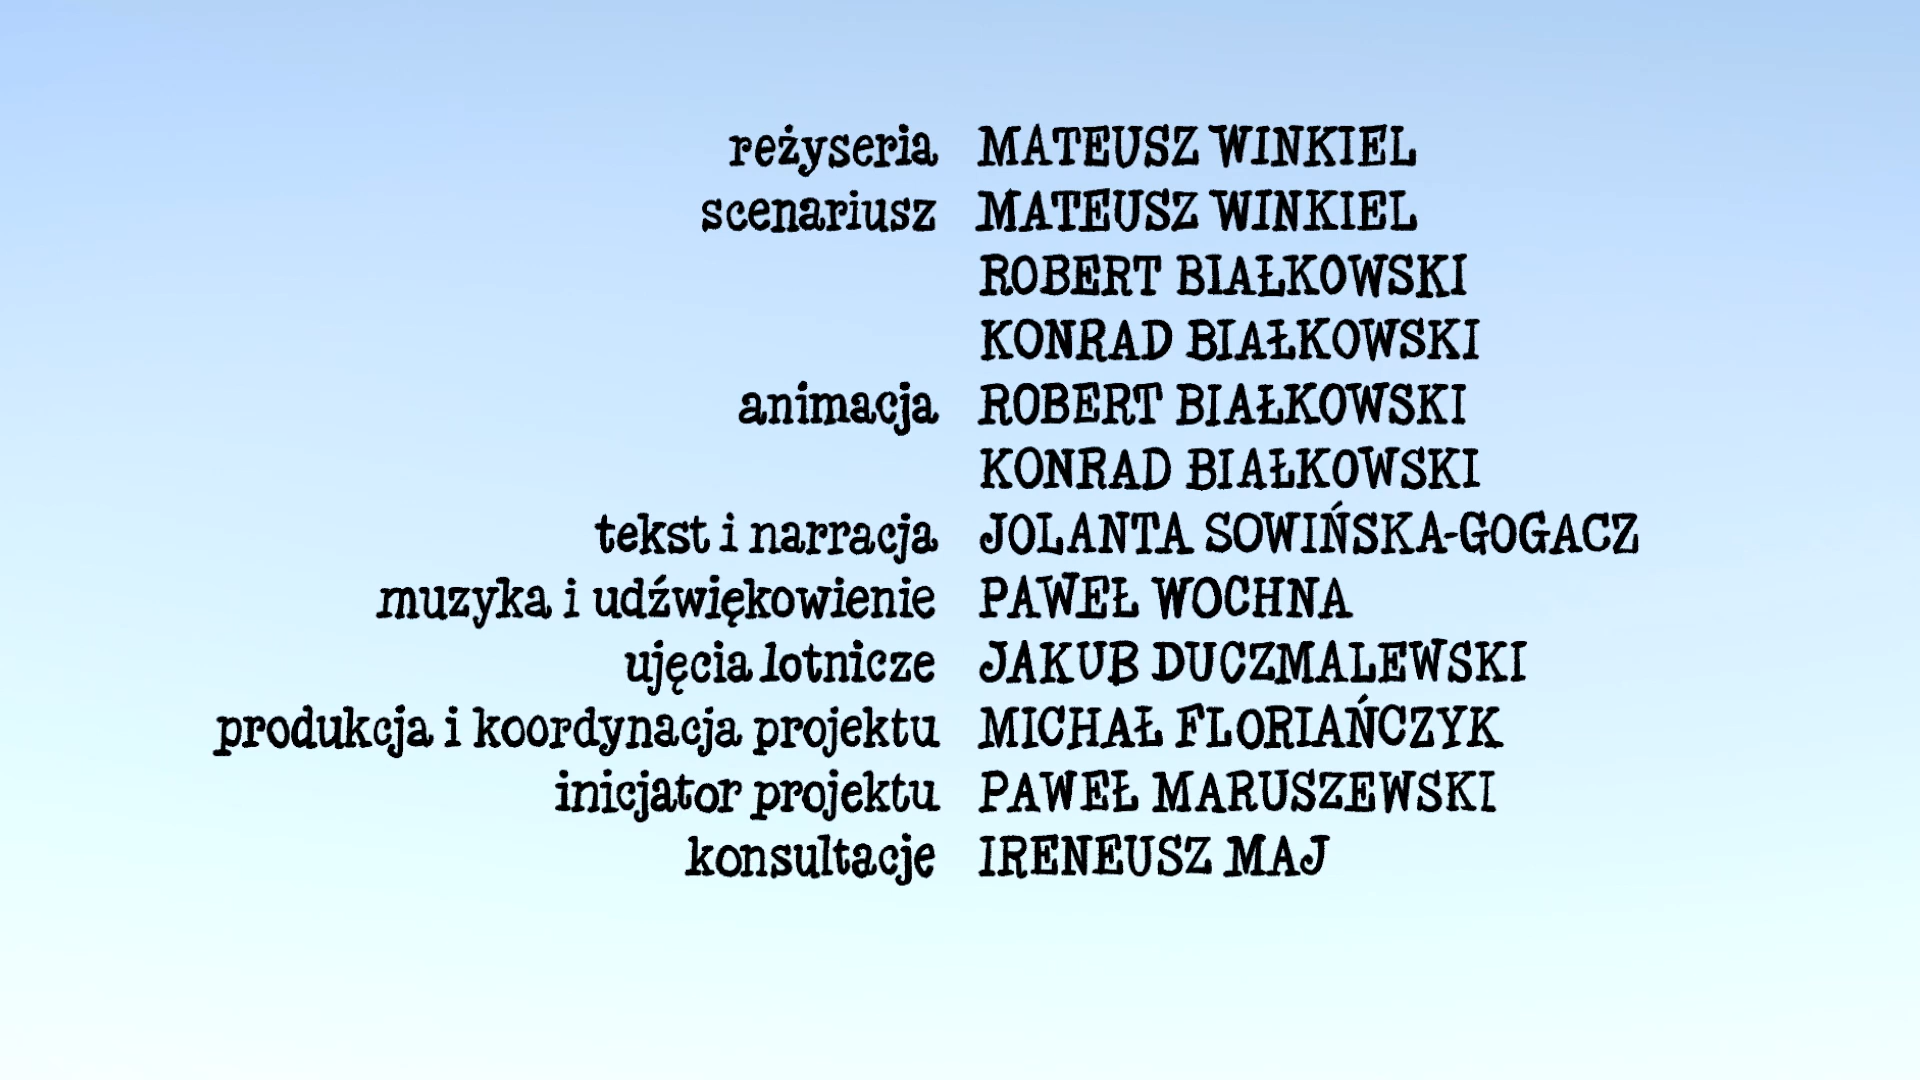 reżyseria MATEUSZ WINKIEL
scenariusz MATEUSZ WINKIEL
ROBERT BIAŁKOWSKI
KONRAD BIAŁKOWSKI
animacja ROBERT BIAŁKOWSKI
KONRAD BIAŁKOWSKI
tekst i narracja JOLANTA SOWIŃSKA-GOGACZ
muzyka i udźwiękowienie PAWEŁ WOCHNA
ujęcia lotnicze JAKUB DUCZMALEWSKI
produkcja i koordynacja projektu MICHAŁ FLORIAŃCZYK
inicjator projektu PAWEŁ MARUSZEWSKI
konsultacje IRENEUSZ MAJ